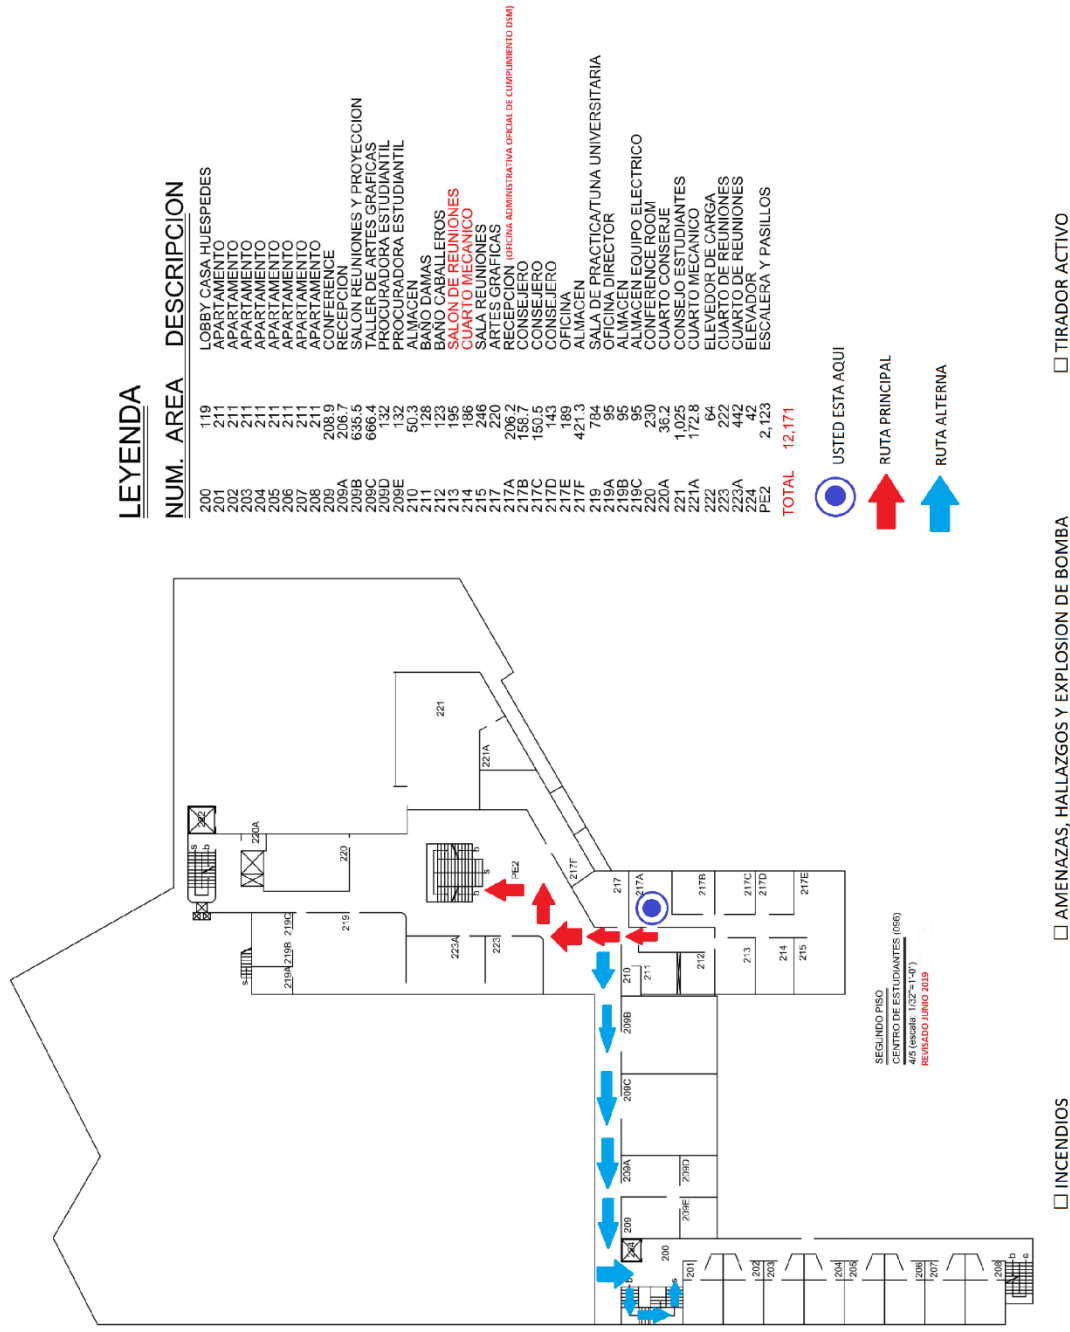 LEYENDA
NUM. AREA DESCRIPCION
200 119 LOBBY CASA HUESPEDES
201 211 APARTAMENTO
202 211 APARTAMENTO
203 211 APARTAMENTO
204 211 APARTAMENTO
205 211 APARTAMENTO
206 211 APARTAMENTO
207 211 APARTAMENTO
208 211 APARTAMENTO
209 208.9 CONFERENCE
209A 206.7 RECEPCION
209B 635.5 SALON REUNIONES Y PROYECCION
209C 666.4 TALLER DE ARTES GRAFICAS
209D 132 PROCURADORA ESTUDIANTIL
209E 132 PROCURADORA ESTUDIANTIL
210 50.3 ALMACEN
211 128 BAÑO DAMAS
212 123 BAÑO CABALLEROS
213 195 SALON DE REUNIONES
214 186 CUARTO MECANICO
215 246 SALA REUNIONES
217 220 ARTES GRAFICAS
217A 206.2 RECEPCION (OFICINA ADMINISTRATIVA OFICIAL DE CUMPLIMIENTO DSM)
217B 158.7 CONSEJERO
217C 150.5 CONSEJERO
217D 143 CONSEJERO
217E 189 OFICINA
217F 421.3 ALMACEN
219 784 SALA DE PRACTICA/TUNA UNIVERSITARIA
219A 95 OFICINA DIRECTOR
219B 95 ALMACEN
219C 95 ALMACEN EQUIPO ELECTRICO
220 230 CONFERENCE ROOM
220A 36.2 CUARTO CONSERJE
221 1,025 CONSEJO ESTUDIANTES
221A 172.8 CUARTO MECANICO
222 64 ELEVEDOR DE CARGA
223 222 CUARTO DE REUNIONES
223A 442 CUARTO DE REUNIONES
224 42 ELEVADOR
PE2 2,123 ESCALERA Y PASILLOS
TOTAL 12,171
USTED ESTA AQUI
RUTA PRINCIPAL
RUTA ALTERNA
222
s
b
220A
220
s
219A
219B
219C
219
221
221A
b
s
b
PE2
223A
223
217F
217
217A
217B
217C
217D
217E
210
211
212
213
214
215
209B
209C
209A
209D
209
209E
224
200
b
s
201
202
203
204
205
206
207
208
b
s
SEGUNDO PISO
CENTRO DE ESTUDIANTES (096)
4/5 (escala: 1/32"=1'-0")
REVISADO JUNIO 2019
☐ INCENDIOS
☐ AMENAZAS, HALLAZGOS Y EXPLOSION DE BOMBA
☐ TIRADOR ACTIVO